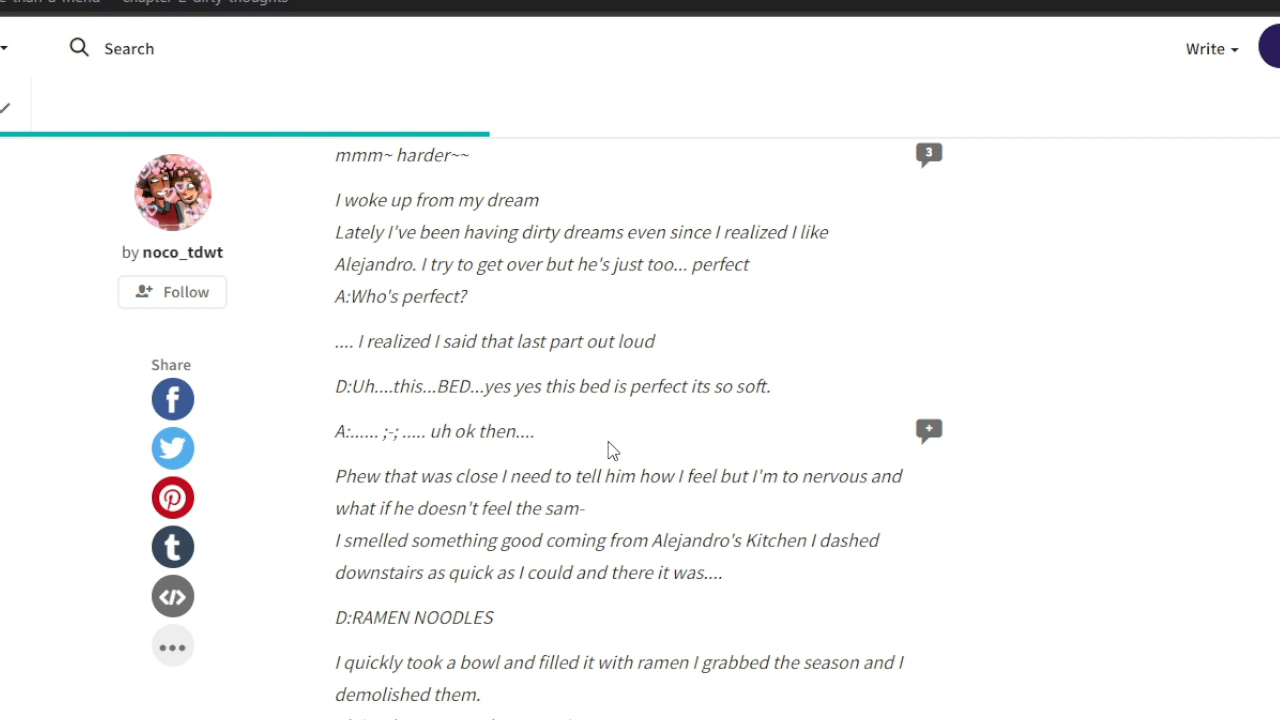 Search
Write
mmm~ harder~~
3
I woke up from my dream
Lately I've been having dirty dreams even since I realized I like
Alejandro. I try to get over but he's just too... perfect
by noco_tdwt
A:Who's perfect?
Follow
.... I realized I said that last part out loud
Share
D:Uh....this...BED...yes yes this bed is perfect its so soft.
A:...... ;-; ..... uh ok then....
Phew that was close I need to tell him how I feel but I'm to nervous and
what if he doesn't feel the sam-
I smelled something good coming from Alejandro's Kitchen I dashed
downstairs as quick as I could and there it was....
D:RAMEN NOODLES
I quickly took a bowl and filled it with ramen I grabbed the season and I
demolished them.